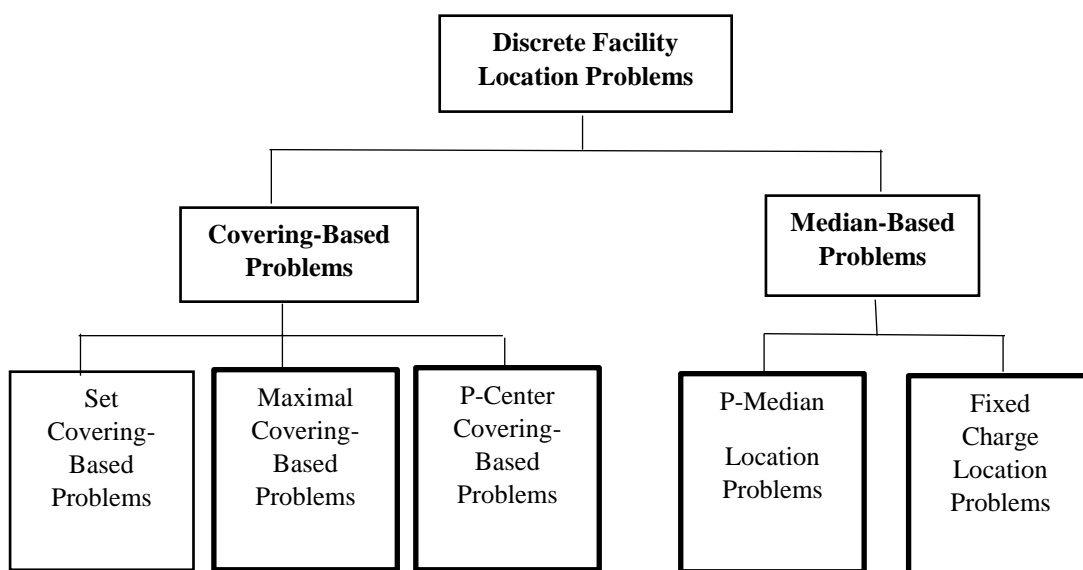 Discrete Facility
Location Problems
Covering-Based
Problems
Median-Based
Problems
Set
Covering-
Based
Problems
Maximal
Covering-
Based
Problems
P-Center
Covering-
Based
Problems
P-Median
Location
Problems
Fixed
Charge
Location
Problems